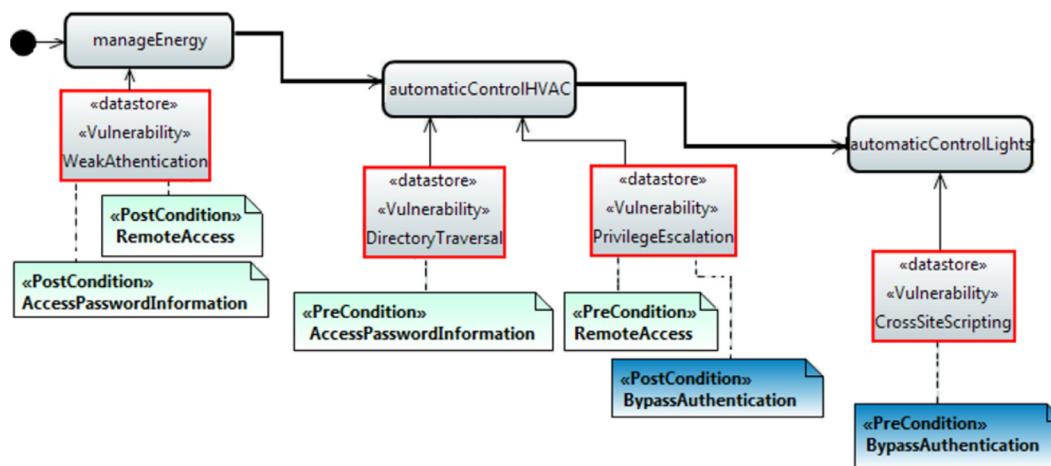 manageEnergy
«datastore»
«Vulnerability»
WeakAthentication
«PostCondition»
RemoteAccess
«PostCondition»
AccessPasswordInformation
automaticControlHVAC
«datastore»
«Vulnerability»
DirectoryTraversal
«PreCondition»
AccessPasswordInformation
«datastore»
«Vulnerability»
PrivilegeEscalation
«PreCondition»
RemoteAccess
«PostCondition»
BypassAuthentication
automaticControlLights
«datastore»
«Vulnerability»
CrossSiteScripting
«PreCondition»
BypassAuthentication